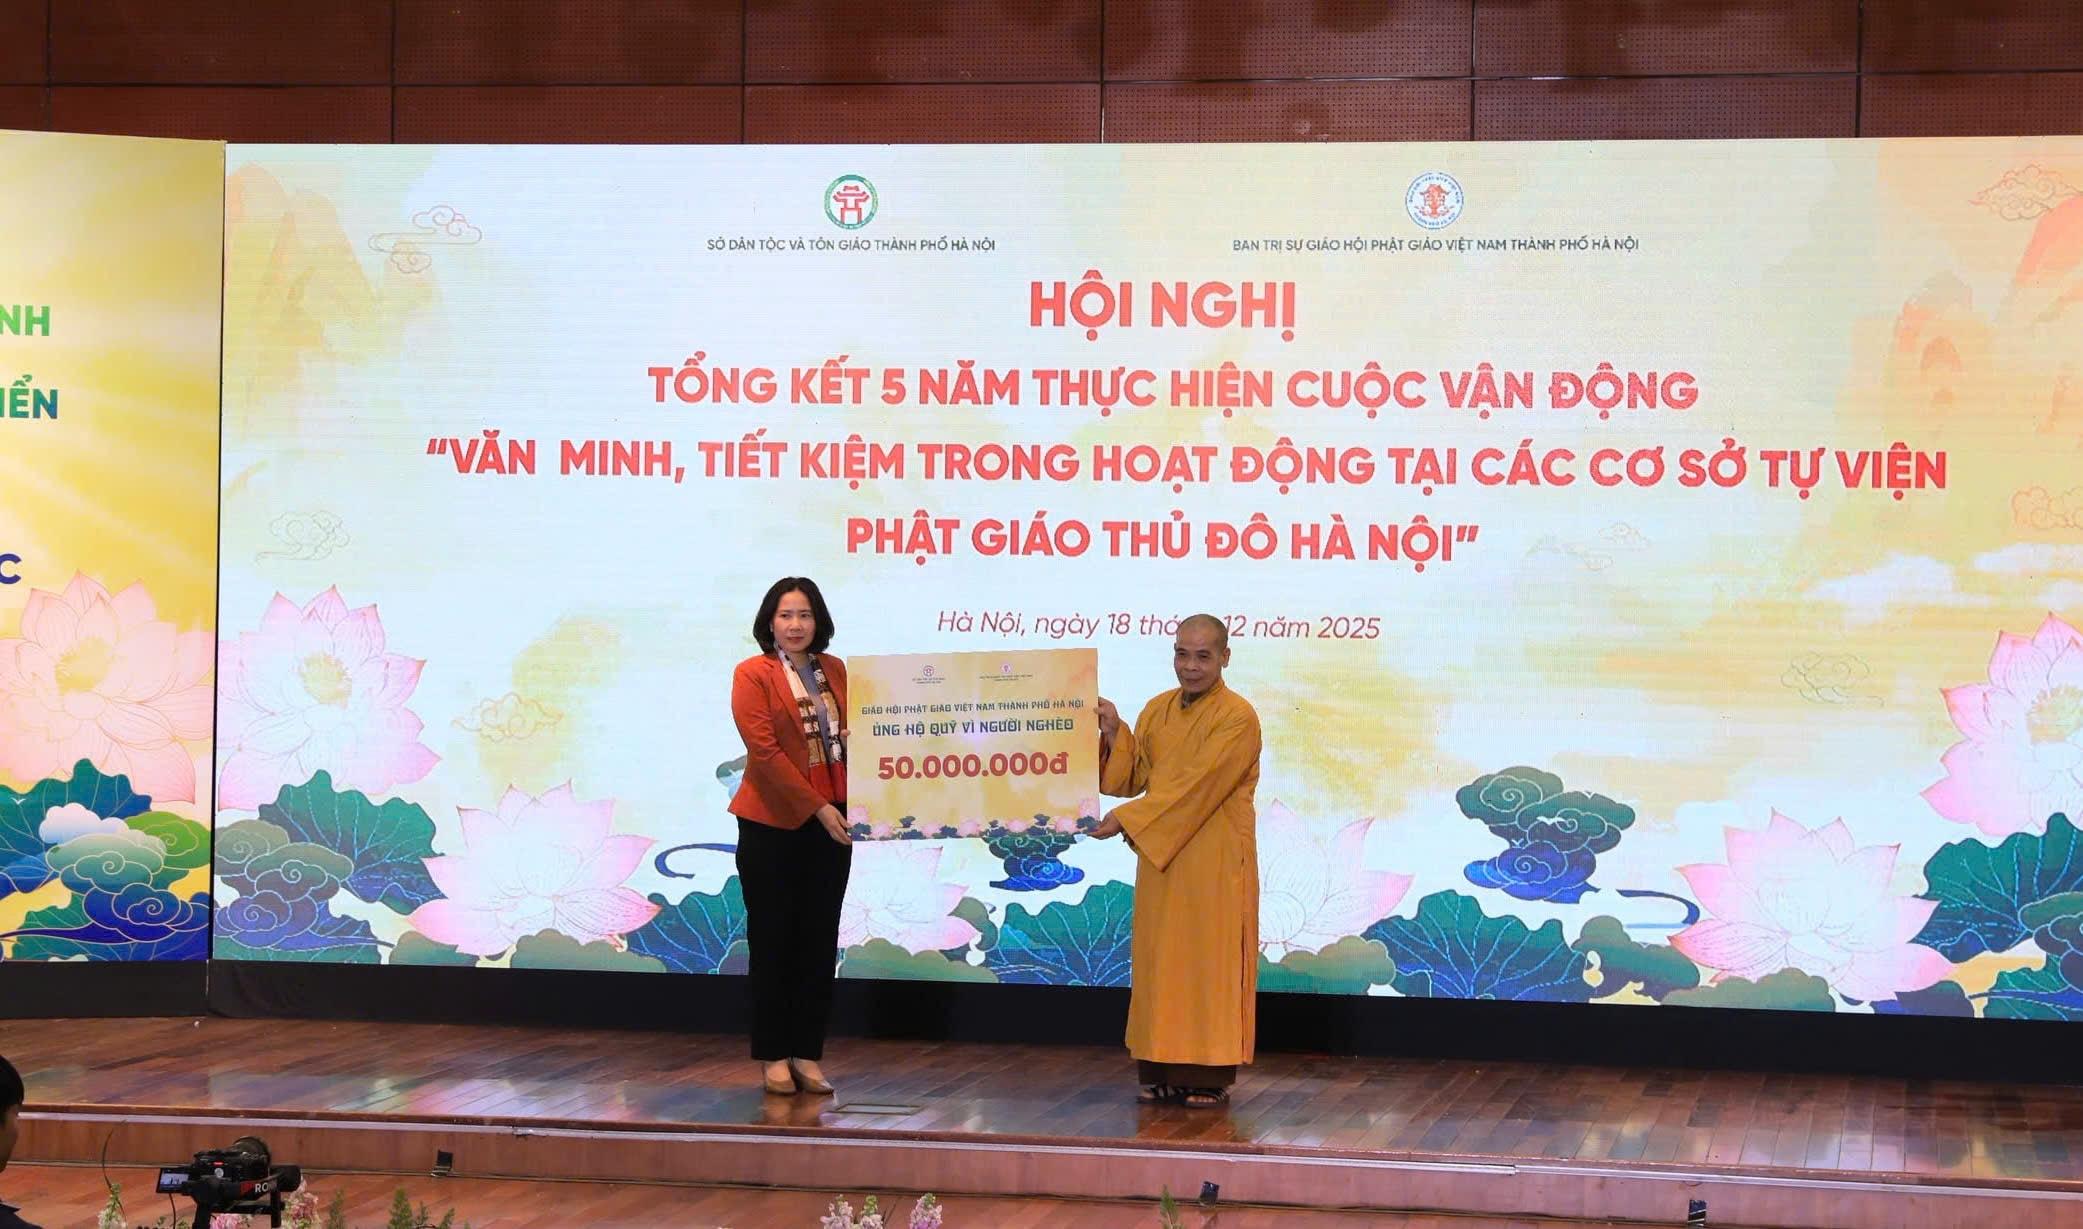 SỞ DÂN TỘC VÀ TÔN GIÁO THÀNH PHỐ HÀ NỘI
BAN TRỊ SỰ GIÁO HỘI PHẬT GIÁO VIỆT NAM THÀNH PHỐ HÀ NỘI
HỘI NGHỊ
TỔNG KẾT 5 NĂM THỰC HIỆN CUỘC VẬN ĐỘNG
“VĂN MINH, TIẾT KIỆM TRONG HOẠT ĐỘNG TẠI CÁC CƠ SỞ TỰ VIỆN
PHẬT GIÁO THỦ ĐÔ HÀ NỘI”
Hà Nội, ngày 18 thá 12 năm 2025
GIÁO HỘI PHẬT GIÁO VIỆT NAM THÀNH PHỐ HÀ NỘI
ỦNG HỘ QUỸ VÌ NGƯỜI NGHÈO
50.000.000đ
NH
IỂN
C